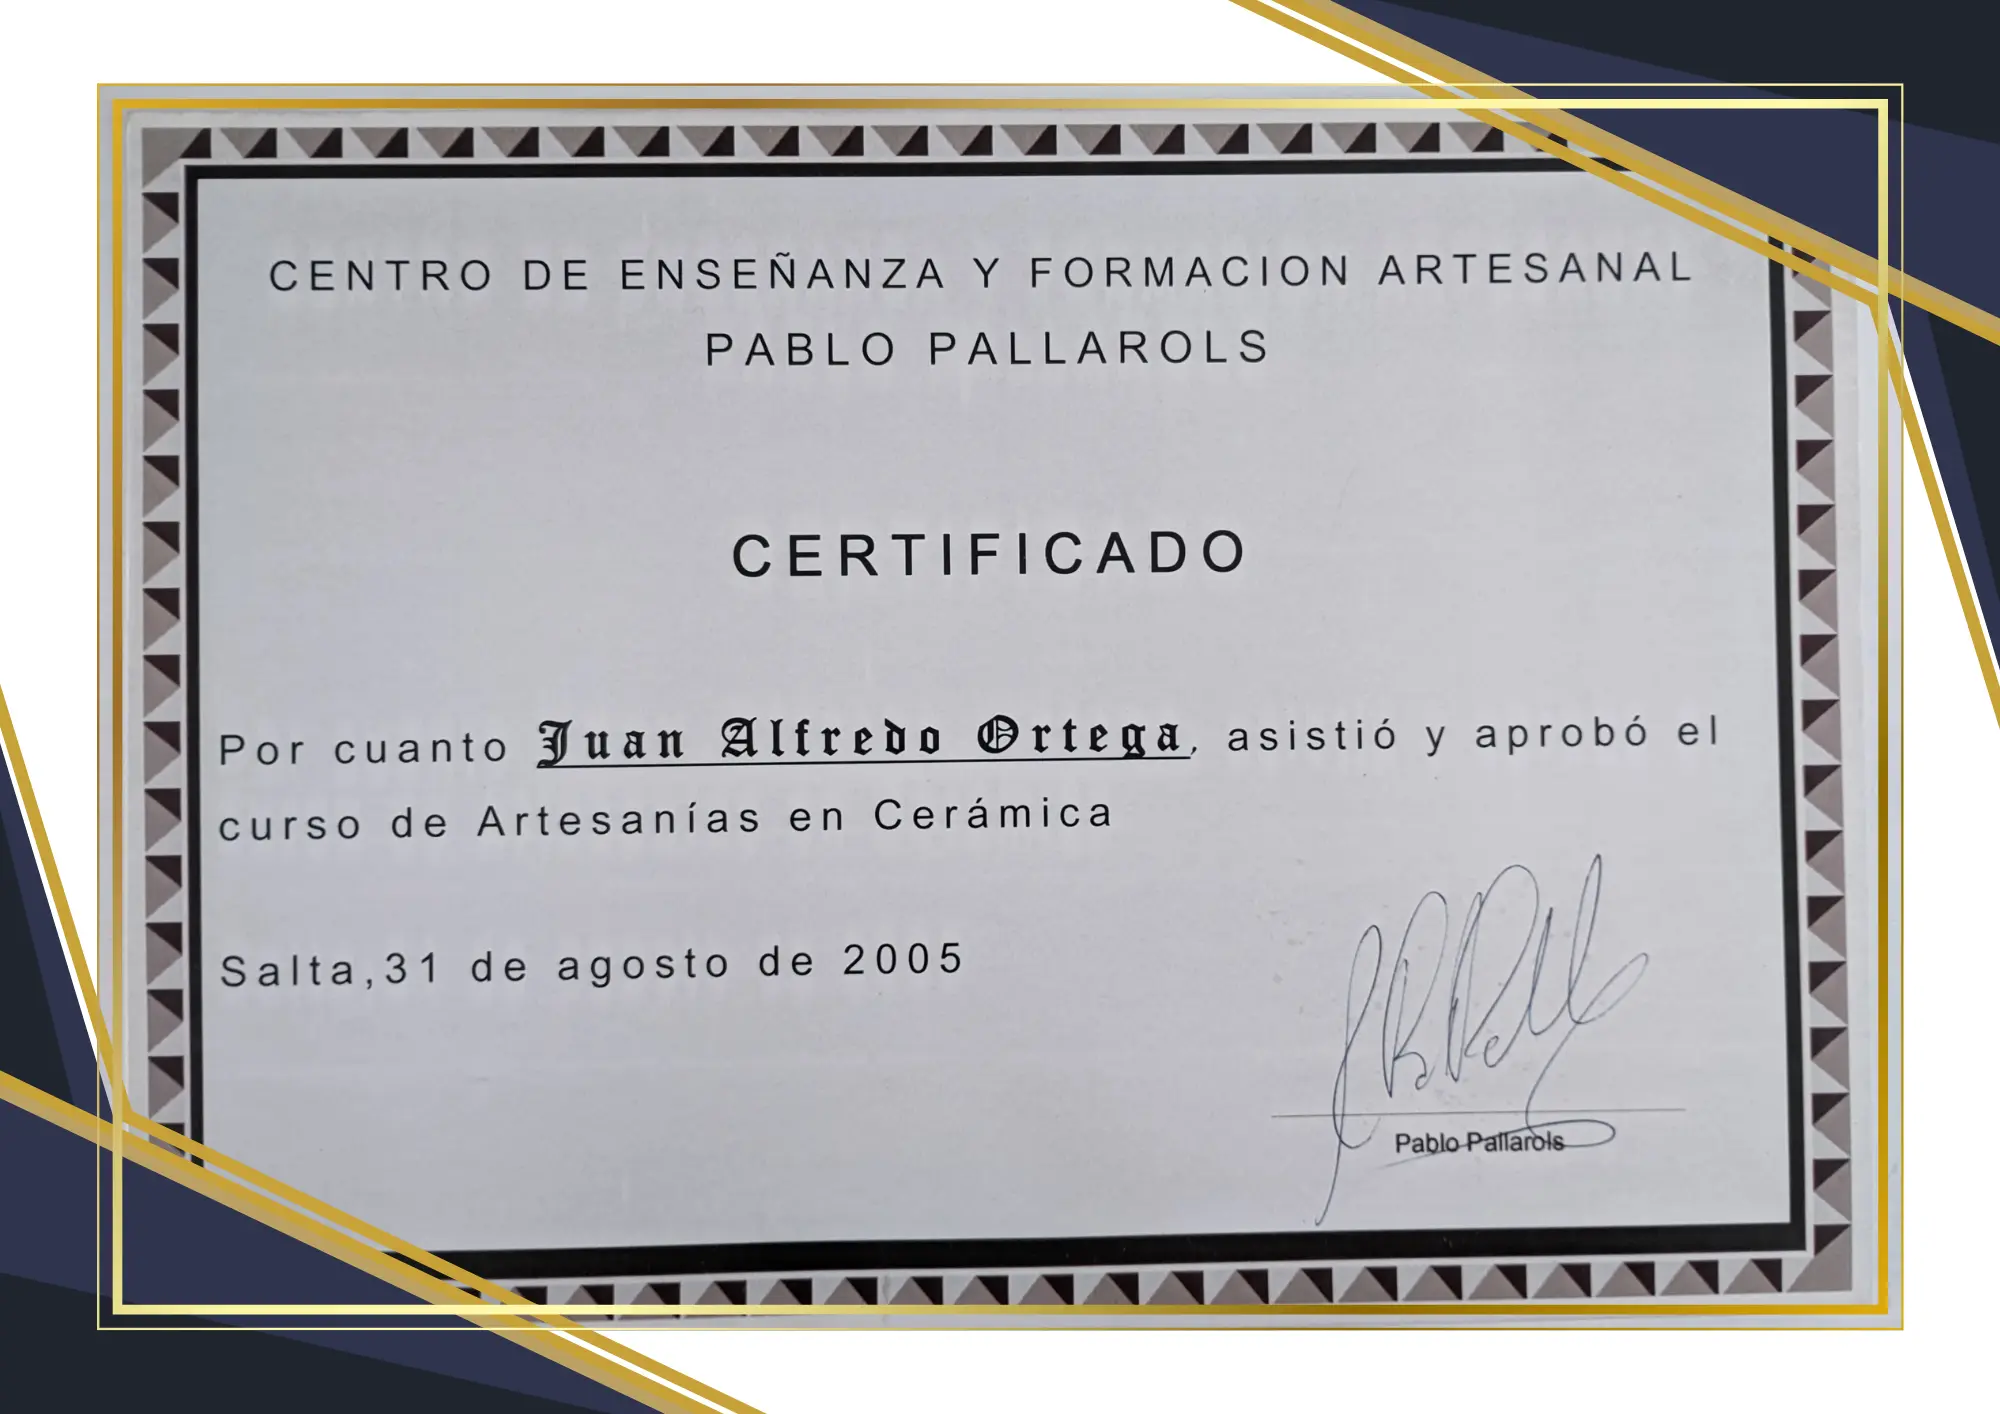 CENTRO DE ENSEÑANZA Y FORMACION ARTESANAL
PABLO PALLAROLS
CERTIFICADO
Por cuanto Juan Alfredo Ortega, asistió y aprobó el
curso de Artesanías en Cerámica
Salta,31 de agosto de 2005
Pablo Pallarols